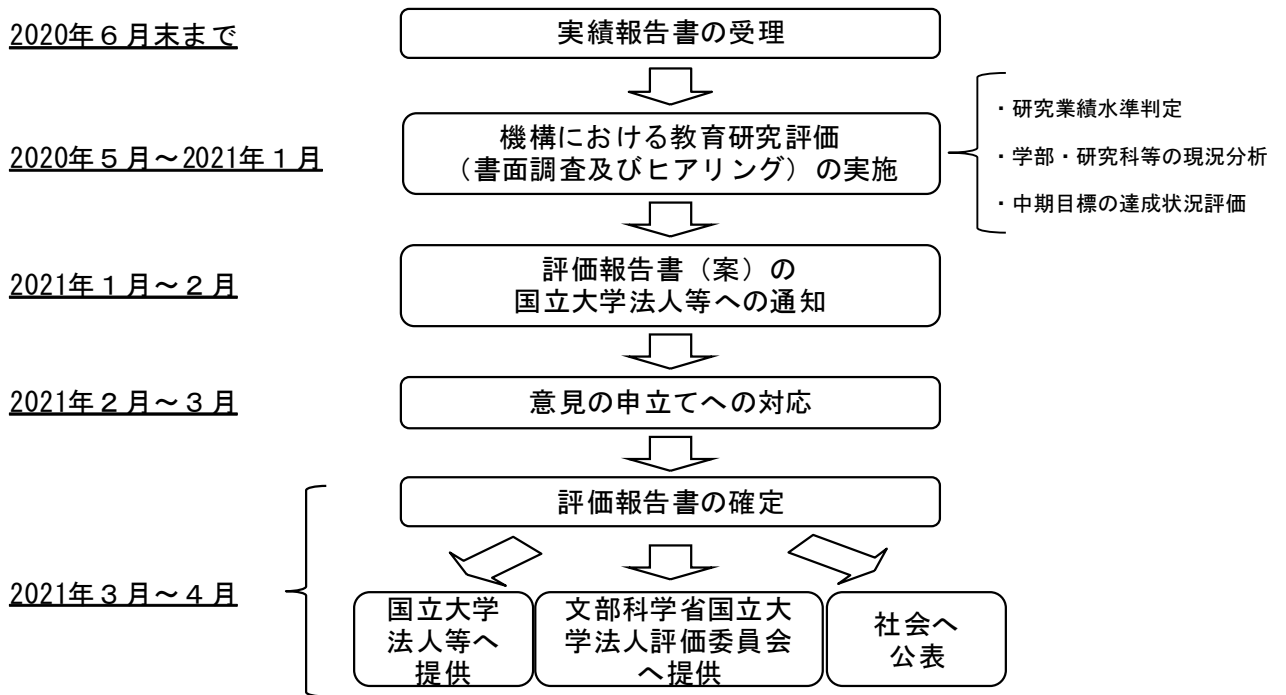 2020年６月末まで
実績報告書の受理
2020年５月～2021年１月
機構における教育研究評価
（書面調査及びヒアリング）の実施
・研究業績水準判定
・学部・研究科等の現況分析
・中期目標の達成状況評価
2021年１月～２月
評価報告書（案）の
国立大学法人等への通知
2021年２月～３月
意見の申立てへの対応
評価報告書の確定
2021年３月～４月
国立大学
法人等へ
提供
文部科学省国立大
学法人評価委員会
へ提供
社会へ
公表